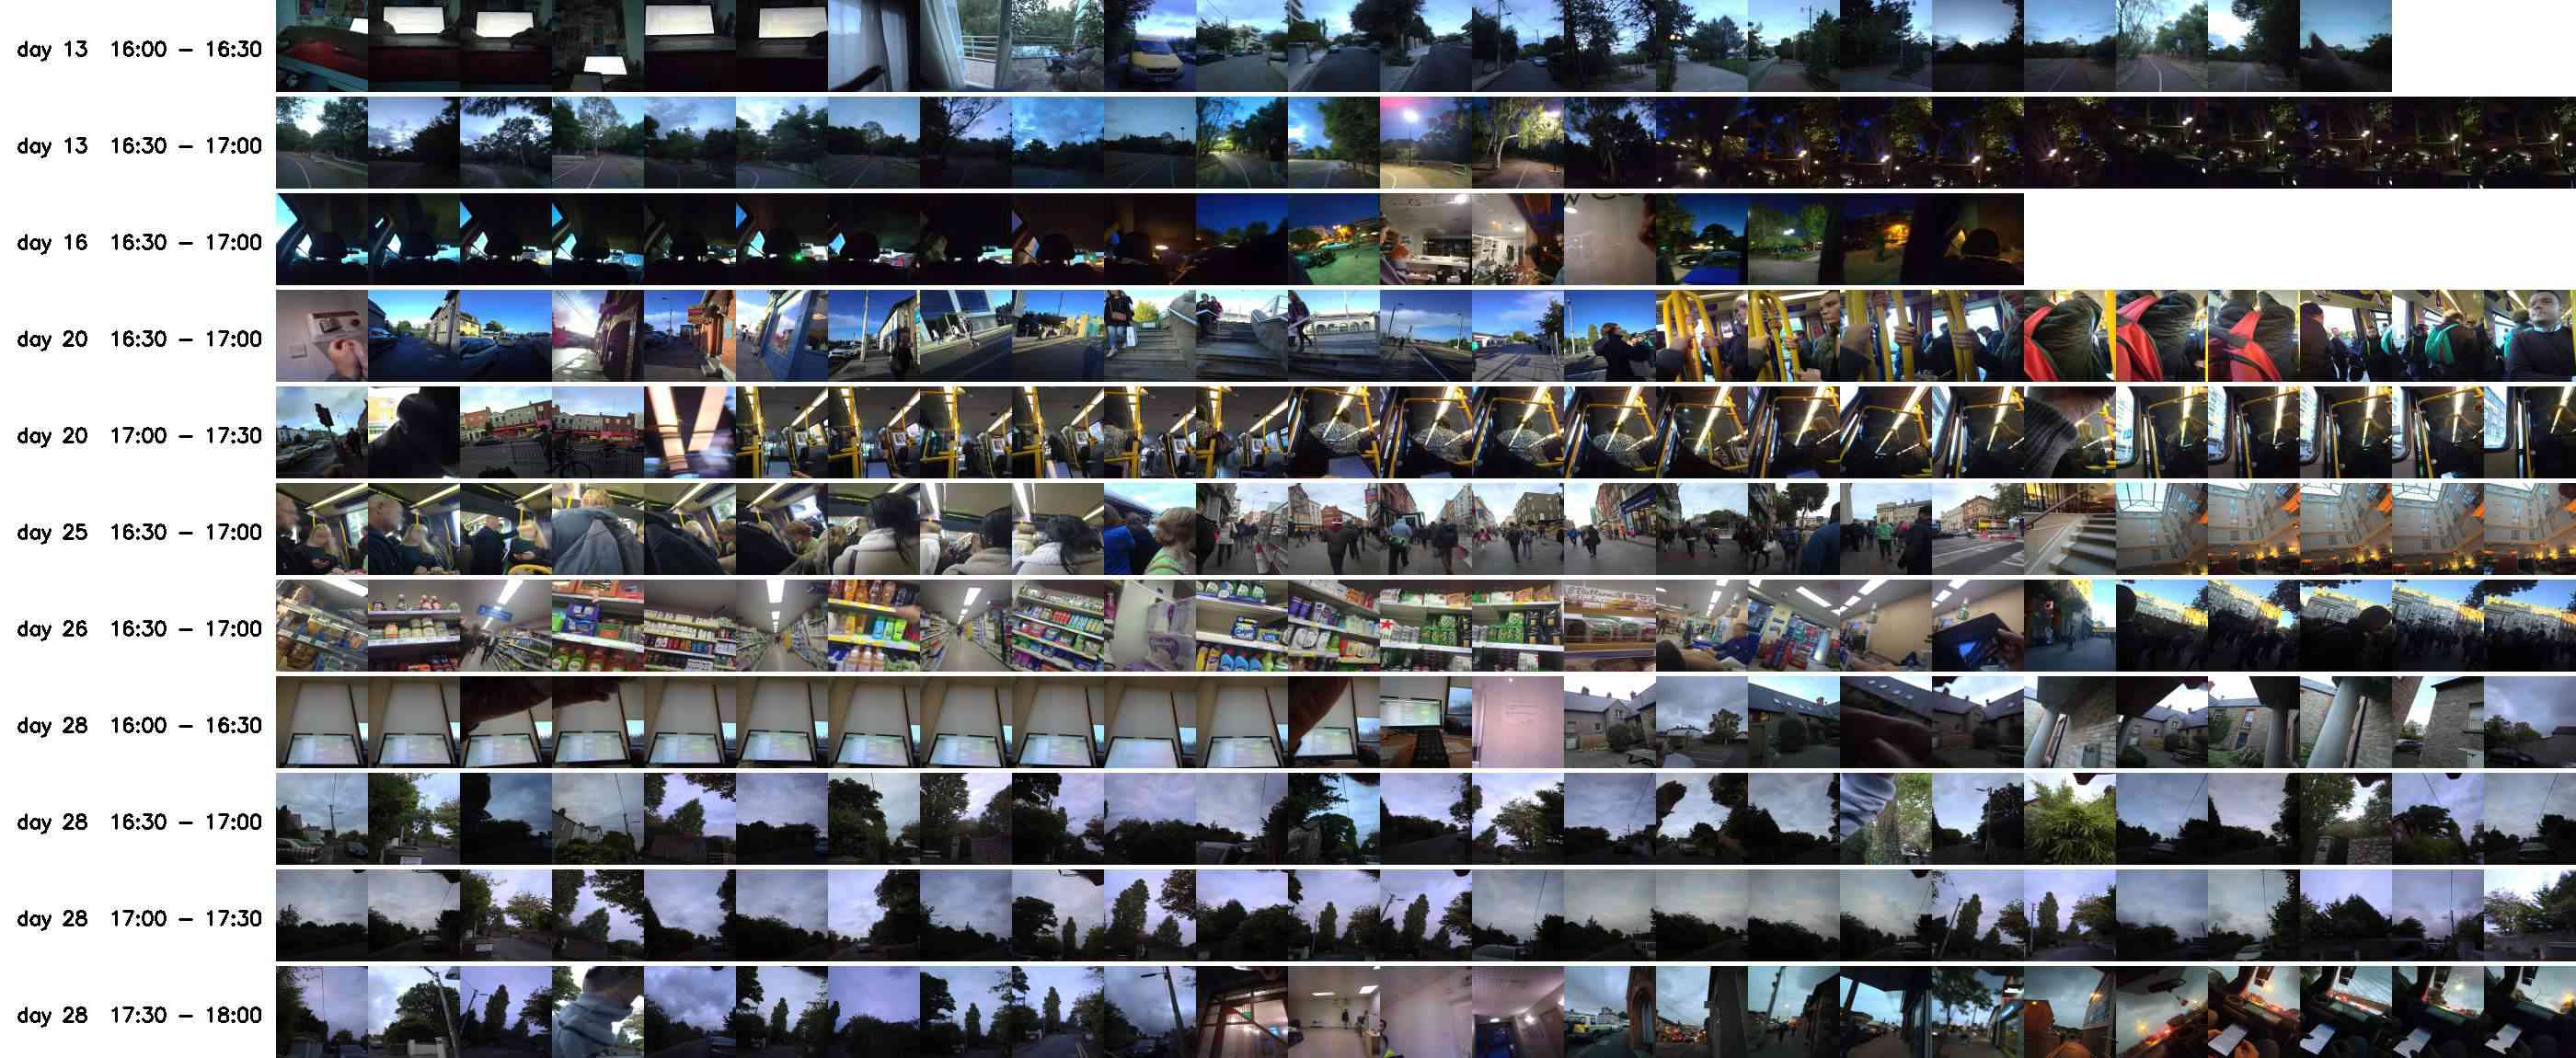 day 13 16:00 – 16:30
day 13 16:30 – 17:00
day 16 16:30 – 17:00
day 20 16:30 – 17:00
day 20 17:00 – 17:30
day 25 16:30 – 17:00
day 26 16:30 – 17:00
day 28 16:00 – 16:30
day 28 16:30 – 17:00
day 28 17:00 – 17:30
day 28 17:30 – 18:00